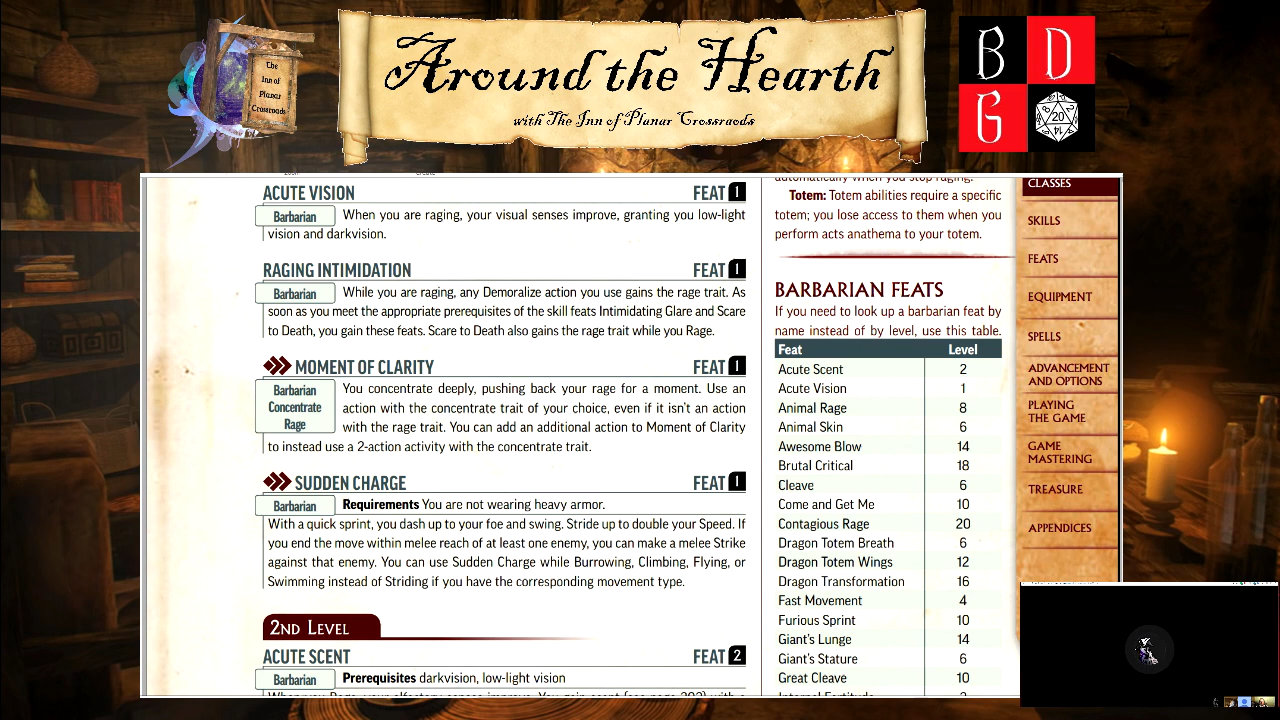 The
Inn of
Planar
Crossroads
Around the Hearth
with The Inn of Planar Crossraods
B D
G 20
ACUTE VISION FEAT 1
Barbarian When you are raging, your visual senses improve, granting you low-light
vision and darkvision.
RAGING INTIMIDATION FEAT 1
Barbarian While you are raging, any Demoralize action you use gains the rage trait. As
soon as you meet the appropriate prerequisites of the skill feats Intimidating Glare and Scare
to Death, you gain these feats. Scare to Death also gains the rage trait while you Rage.
MOMENT OF CLARITY FEAT 1
Barbarian
Concentrate
Rage
You concentrate deeply, pushing back your rage for a moment. Use an
action with the concentrate trait of your choice, even if it isn't an action
with the rage trait. You can add an additional action to Moment of Clarity
to instead use a 2-action activity with the concentrate trait.
SUDDEN CHARGE FEAT 1
Barbarian Requirements You are not wearing heavy armor.
With a quick sprint, you dash up to your foe and swing. Stride up to double your Speed. If
you end the move within melee reach of at least one enemy, you can make a melee Strike
against that enemy. You can use Sudden Charge while Burrowing, Climbing, Flying, or
Swimming instead of Striding if you have the corresponding movement type.
2ND LEVEL
ACUTE SCENT FEAT 2
Barbarian Prerequisites darkvision, low-light vision
automatically when you stop raging.
Totem: Totem abilities require a specific
totem; you lose access to them when you
perform acts anathema to your totem.
BARBARIAN FEATS
If you need to look up a barbarian feat by
name instead of by level, use this table.
Feat Level
Acute Scent 2
Acute Vision 1
Animal Rage 8
Animal Skin 6
Awesome Blow 14
Brutal Critical 18
Cleave 6
Come and Get Me 10
Contagious Rage 20
Dragon Totem Breath 6
Dragon Totem Wings 12
Dragon Transformation 16
Fast Movement 4
Furious Sprint 10
Giant's Lunge 14
Giant's Stature 6
Great Cleave 10
CLASSES
SKILLS
FEATS
EQUIPMENT
SPELLS
ADVANCEMENT
AND OPTIONS
PLAYING
THE GAME
GAME
MASTERING
TREASURE
APPENDICES